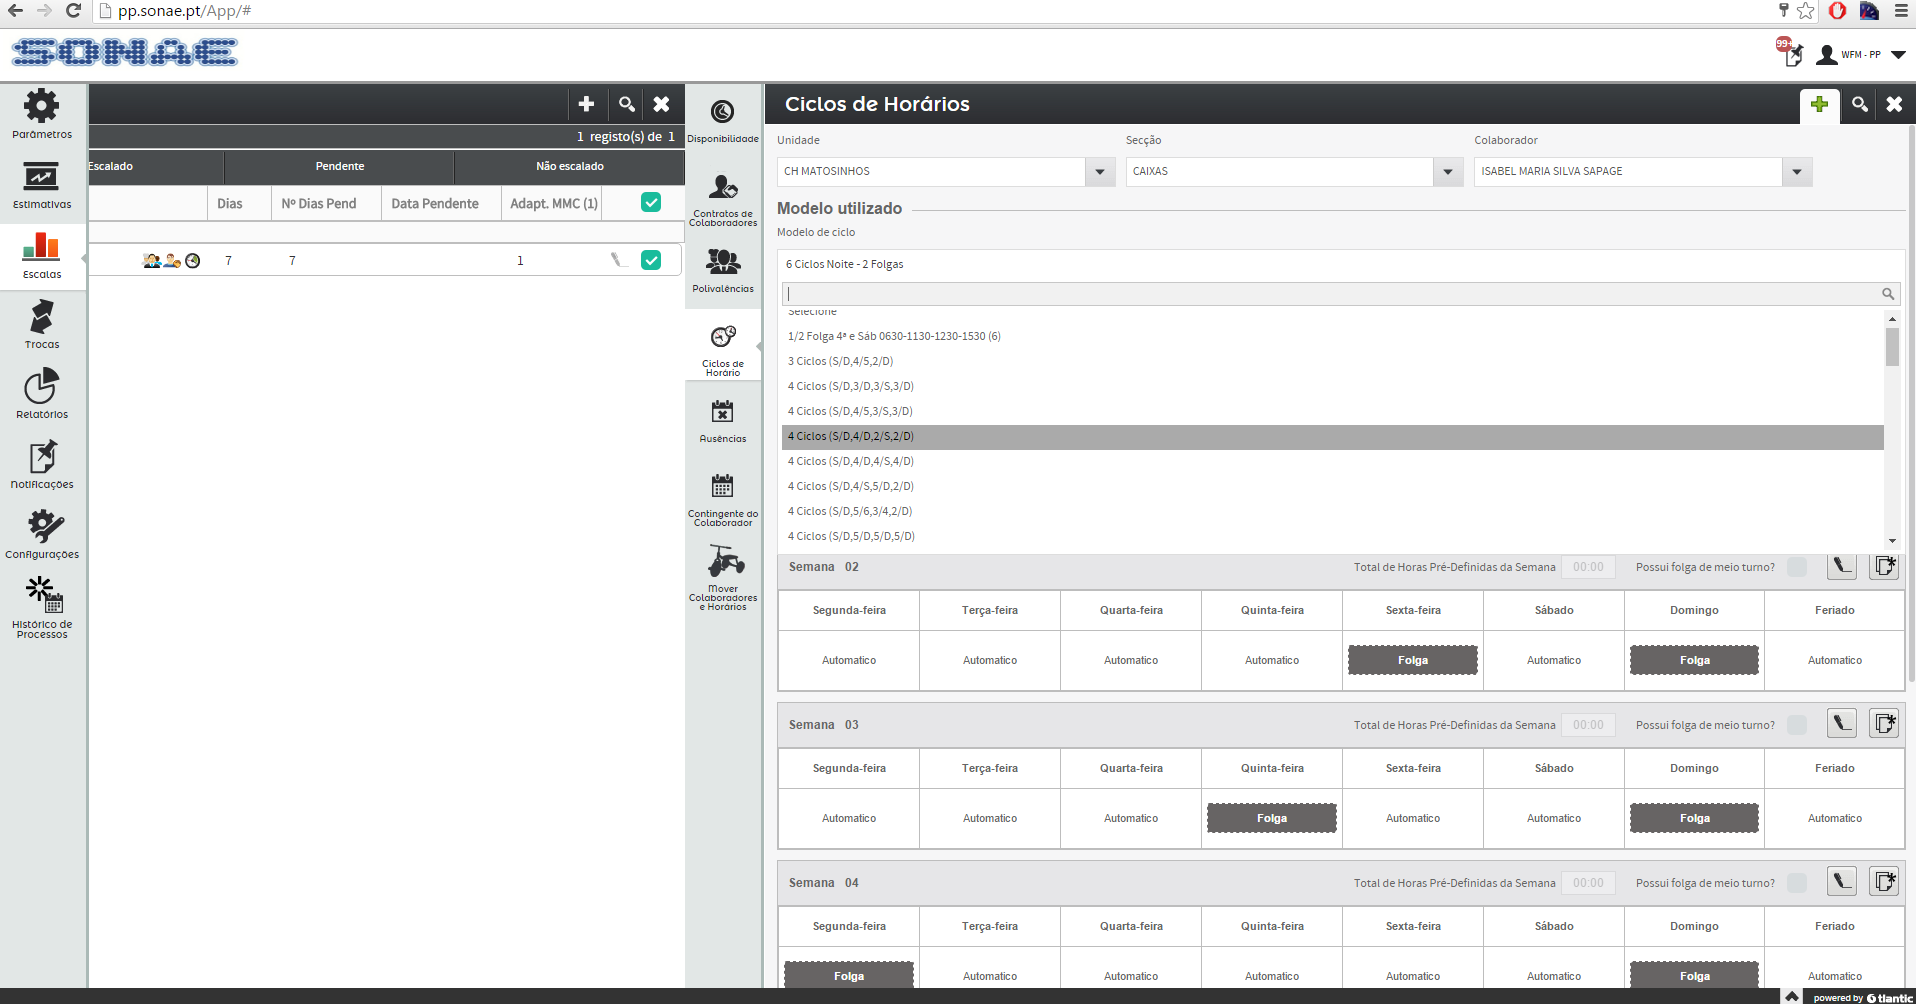 pp.sonae.pt/App/#
SONAE
99+
WFM - PP
Parâmetros
Estimativas
Escalas
Trocas
Relatórios
Notificações
Configurações
Histórico de
Processos
1 registo(s) de 1
Escalado Pendente Não escalado
Dias Nº Dias Pend Data Pendente Adapt. MMC (1)
7 7 1
Disponibilidade
Contratos de
Colaboradores
Polivalências
Ciclos de
Horário
Ausências
Contingente do
Colaborador
Mover
Colaboradores
e Horários
Ciclos de Horários
Unidade Secção Colaborador
CH MATOSINHOS CAIXAS ISABEL MARIA SILVA SAPAGE
Modelo utilizado
Modelo de ciclo
6 Ciclos Noite - 2 Folgas
Selecione
1/2 Folga 4ª e Sáb 0630-1130-1230-1530 (6)
3 Ciclos (S/D,4/5,2/D)
4 Ciclos (S/D,3/D,3/S,3/D)
4 Ciclos (S/D,4/5,3/S,3/D)
4 Ciclos (S/D,4/D,2/S,2/D)
4 Ciclos (S/D,4/D,4/S,4/D)
4 Ciclos (S/D,4/S,5/D,2/D)
4 Ciclos (S/D,5/6,3/4,2/D)
4 Ciclos (S/D,5/D,5/D,5/D)
Semana 02 Total de Horas Pré-Definidas da Semana 00:00 Possui folga de meio turno?
Segunda-feira Terça-feira Quarta-feira Quinta-feira Sexta-feira Sábado Domingo Feriado
Automatico Automatico Automatico Automatico Folga Automatico Folga Automatico
Semana 03 Total de Horas Pré-Definidas da Semana 00:00 Possui folga de meio turno?
Segunda-feira Terça-feira Quarta-feira Quinta-feira Sexta-feira Sábado Domingo Feriado
Automatico Automatico Automatico Folga Automatico Automatico Folga Automatico
Semana 04 Total de Horas Pré-Definidas da Semana 00:00 Possui folga de meio turno?
Segunda-feira Terça-feira Quarta-feira Quinta-feira Sexta-feira Sábado Domingo Feriado
Folga Automatico Automatico Automatico Automatico Automatico Folga Automatico
powered by tlantic